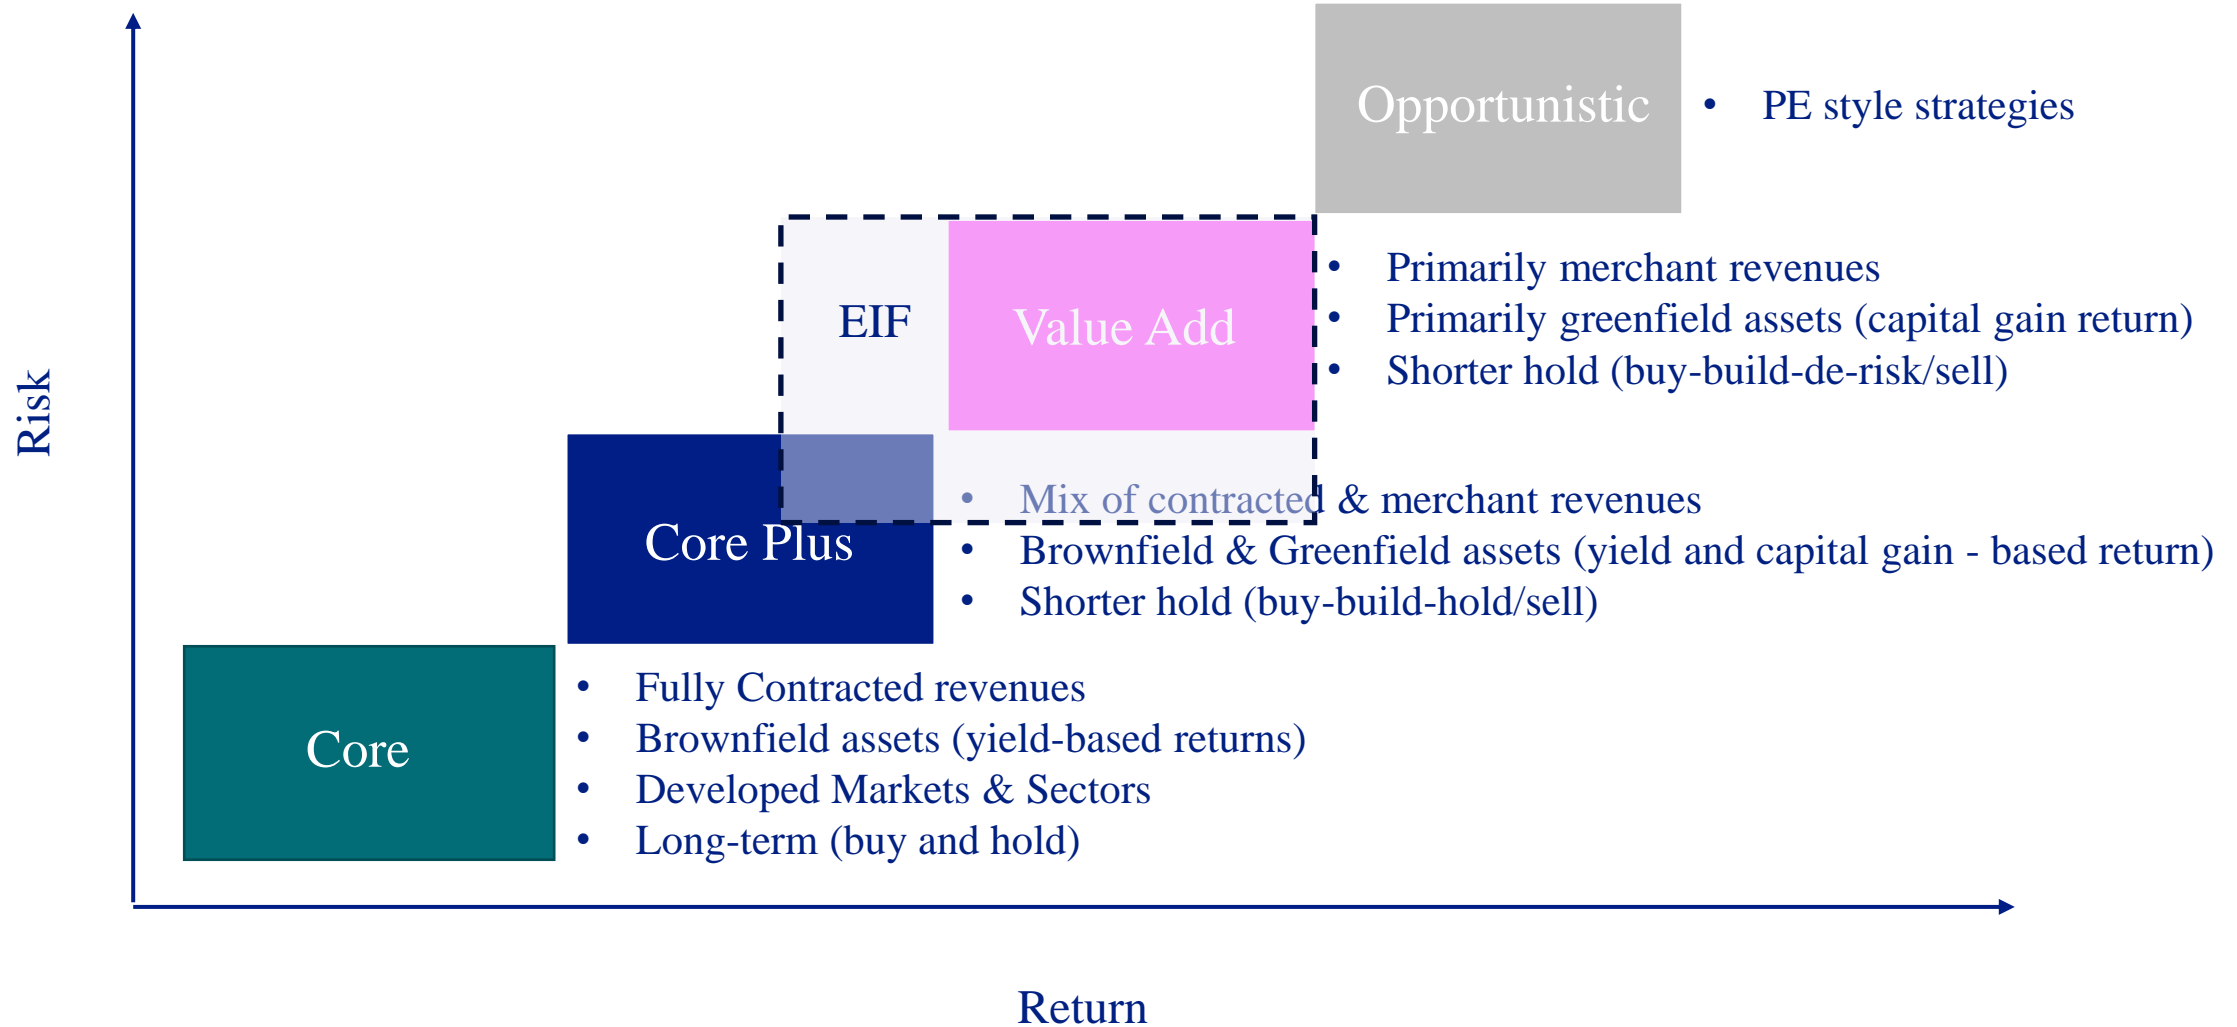 Opportunistic
• PE style strategies
EIF
Value Add
• Primarily merchant revenues
• Primarily greenfield assets (capital gain return)
• Shorter hold (buy-build-de-risk/sell)
Risk
Core Plus
• Mix of contracted & merchant revenues
• Brownfield & Greenfield assets (yield and capital gain - based return)
• Shorter hold (buy-build-hold/sell)
Core
• Fully Contracted revenues
• Brownfield assets (yield-based returns)
• Developed Markets & Sectors
• Long-term (buy and hold)
Return